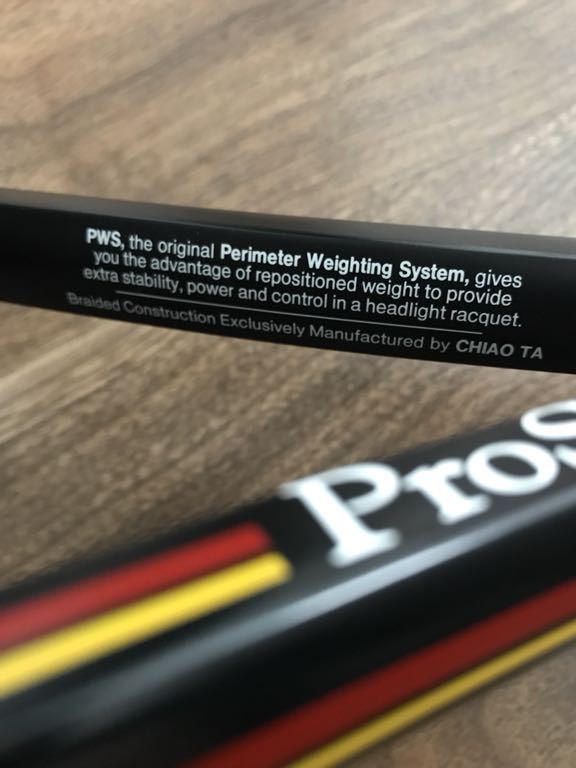 PWS, the original Perimeter Weighting System, gives
you the advantage of repositioned weight to provide
extra stability, power and control in a headlight racquet.
Braided Construction Exclusively Manufactured by CHIAO TA
ProS